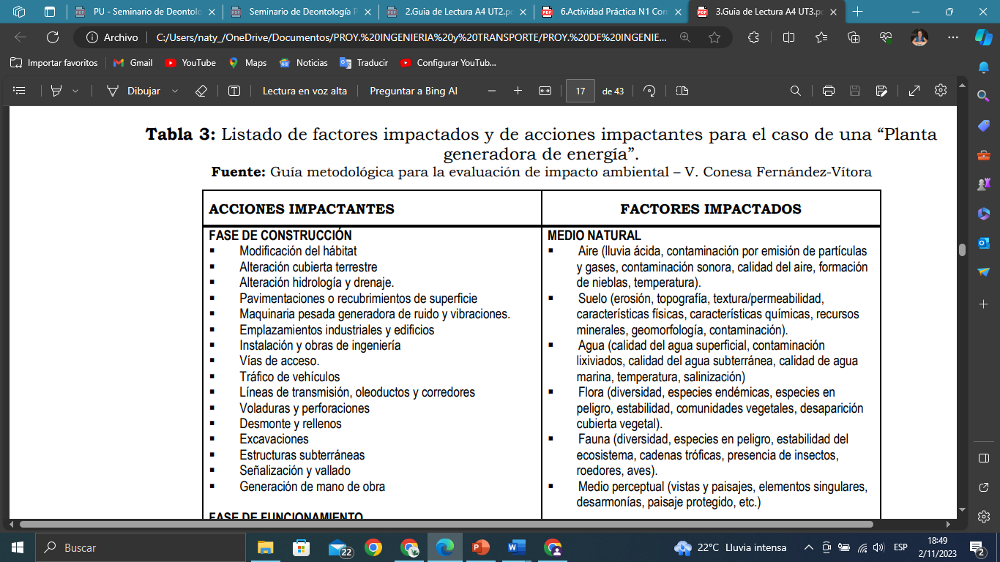 PU - Seminario de Deontolo
Seminario de Deontología P
2.Guia de Lectura A4 UT2.pd
6.Actividad Práctica N1 Con
3.Guia de Lectura A4 UT3.pd
Archivo
C:/Users/naty_/OneDrive/Documentos/PROY.%20INGENIERIA%20y%20TRANSPORTE/PROY.%20DE%20INGENIE...
Importar favoritos
Gmail
YouTube
Maps
Noticias
Traducir
Configurar YouTub...
Dibujar
Lectura en voz alta
Preguntar a Bing AI
17
de 43
Tabla 3: Listado de factores impactados y de acciones impactantes para el caso de una “Planta
generadora de energía”.
Fuente: Guía metodológica para la evaluación de impacto ambiental – V. Conesa Fernández-Vítora
ACCIONES IMPACTANTES
FASE DE CONSTRUCCIÓN
▪ Modificación del hábitat
▪ Alteración cubierta terrestre
▪ Alteración hidrología y drenaje.
▪ Pavimentaciones o recubrimientos de superficie
▪ Maquinaria pesada generadora de ruido y vibraciones.
▪ Emplazamientos industriales y edificios
▪ Instalación y obras de ingeniería
▪ Vías de acceso.
▪ Tráfico de vehículos
▪ Líneas de transmisión, oleoductos y corredores
▪ Voladuras y perforaciones
▪ Desmonte y rellenos
▪ Excavaciones
▪ Estructuras subterráneas
▪ Señalización y vallado
▪ Generación de mano de obra
FASE DE FUNCIONAMIENTO
FACTORES IMPACTADOS
MEDIO NATURAL
▪ Aire (lluvia ácida, contaminación por emisión de partículas
y gases, contaminación sonora, calidad del aire, formación
de nieblas, temperatura).
▪ Suelo (erosión, topografía, textura/permeabilidad,
características físicas, características químicas, recursos
minerales, geomorfología, contaminación).
▪ Agua (calidad del agua superficial, contaminación
lixiviados, calidad del agua subterránea, calidad de agua
marina, temperatura, salinización)
▪ Flora (diversidad, especies endémicas, especies en
peligro, estabilidad, comunidades vegetales, desaparición
cubierta vegetal).
▪ Fauna (diversidad, especies en peligro, estabilidad del
ecosistema, cadenas tróficas, presencia de insectos,
roedores, aves).
▪ Medio perceptual (vistas y paisajes, elementos singulares,
desarmonías, paisaje protegido, etc.)
Buscar
22
22°C Lluvia intensa
ESP
18:49
2/11/2023
2